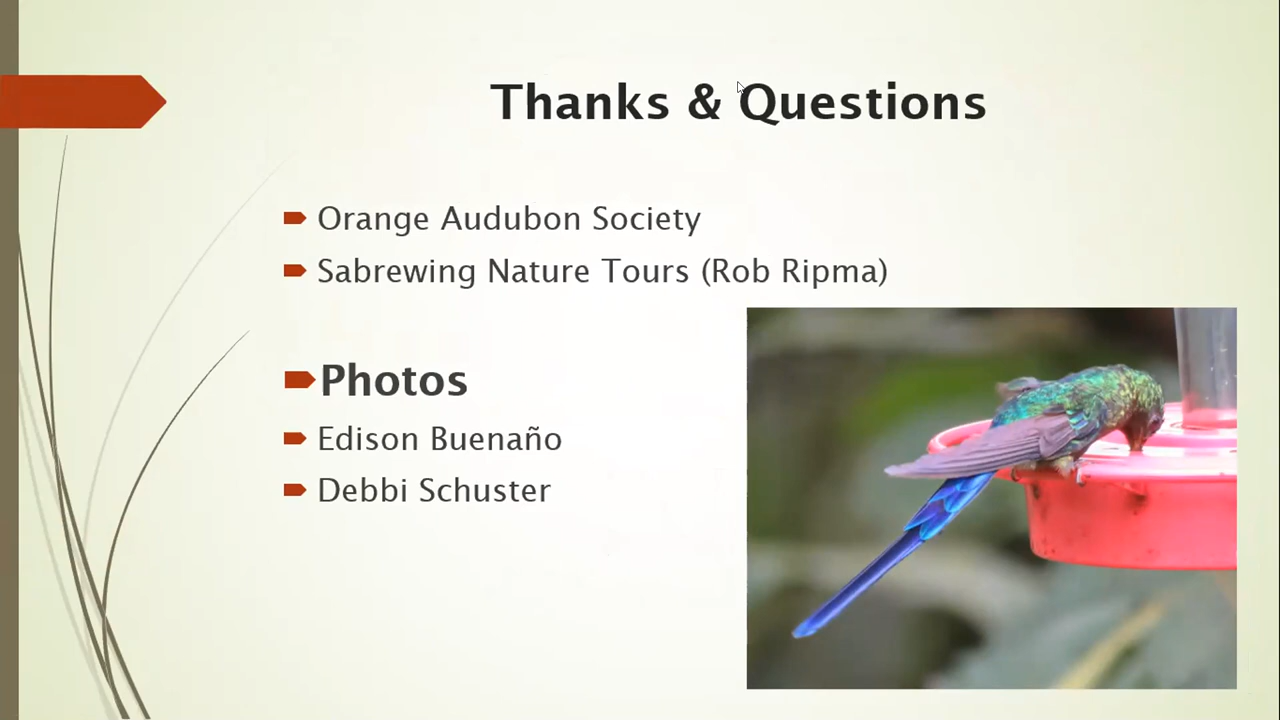 Thanks & Questions
Orange Audubon Society
Sabrewing Nature Tours (Rob Ripma)
Photos
Edison Buenaño
Debbi Schuster